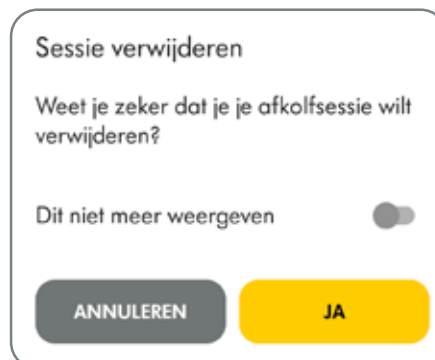 Sessie verwijderen
Weet je zeker dat je je afkolfsessie wilt
verwijderen?
Dit niet meer weergeven
ANNULEREN
JA